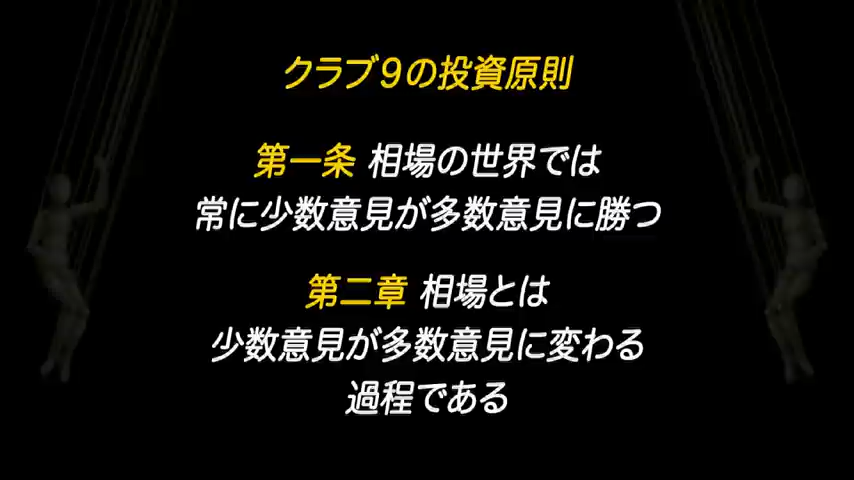 クラブ9の投資原則
第一条 相場の世界では
常に少数意見が多数意見に勝つ
第二章 相場とは
少数意見が多数意見に変わる
過程である